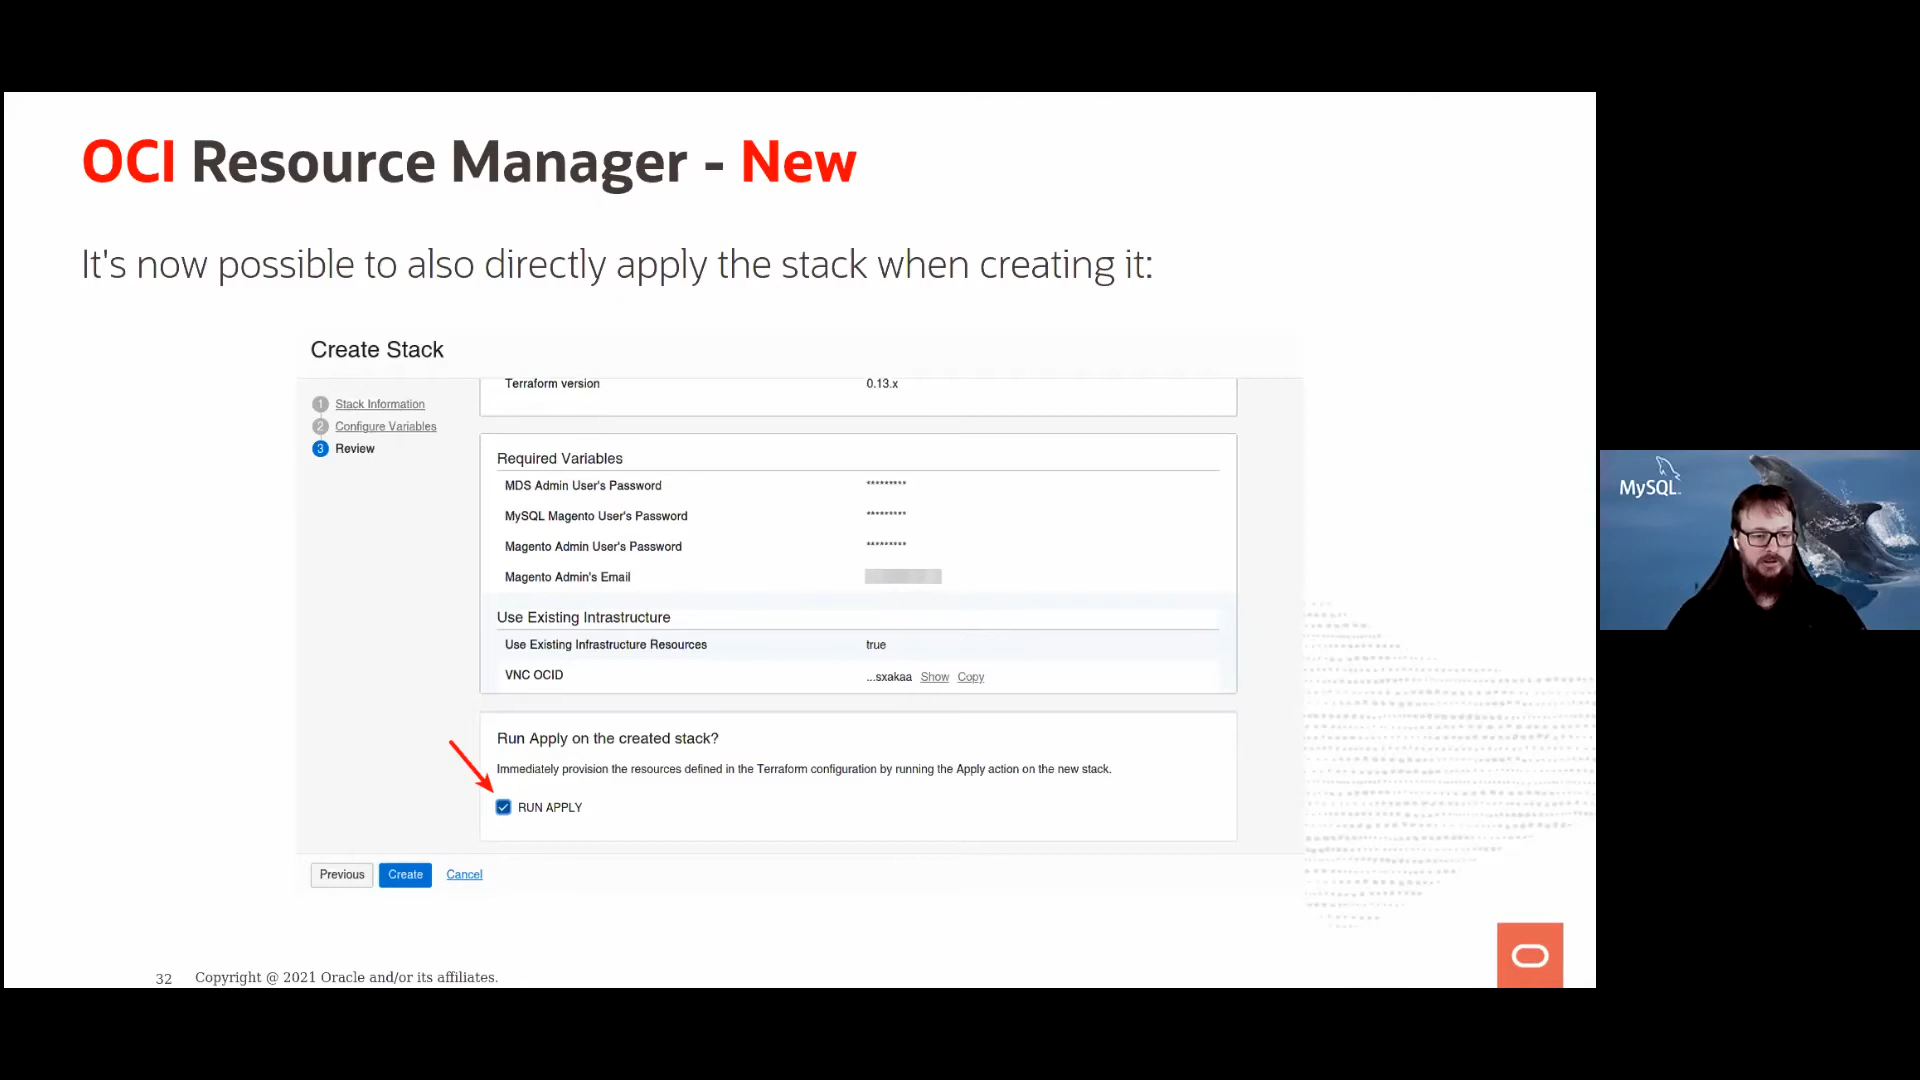 OCI Resource Manager - New
It's now possible to also directly apply the stack when creating it:
Create Stack
1 Stack Information
2 Configure Variables
3 Review
Terraform version 0.13.x
Required Variables
MDS Admin User's Password *********
MySQL Magento User's Password *********
Magento Admin User's Password *********
Magento Admin's Email
Use Existing Intrastructure
Use Existing Infrastructure Resources true
VNC OCID ...sxakaa Show Copy
Run Apply on the created stack?
Immediately provision the resources defined in the Terraform configuration by running the Apply action on the new stack.
RUN APPLY
Previous Create Cancel
32 Copyright @ 2021 Oracle and/or its affiliates.
MySQL